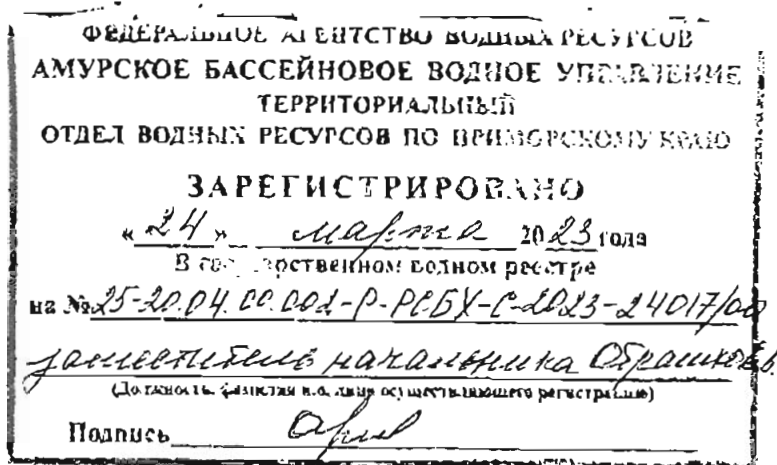 ФЕДЕРАЛЬНОЕ АГЕНТСТВО ВОДНЫХ РЕСУРСОВ
АМУРСКОЕ БАССЕЙНОВОЕ ВОДНОЕ УПРАВЛЕНИЕ
ТЕРРИТОРИАЛЬНЫЙ
ОТДЕЛ ВОДНЫХ РЕСУРСОВ ПО ПРИМОРСКОМУ КРАЮ
ЗАРЕГИСТРИРОВАНО
« 24 » марта 2023 года
В государственном водном реестре
на № 25-20.04.00.002-Р-РСБХ-С-2023-24017/00
заместитель начальника
(Должность, фамилия и.о. лица осуществляющего регистрацию)
Подпись